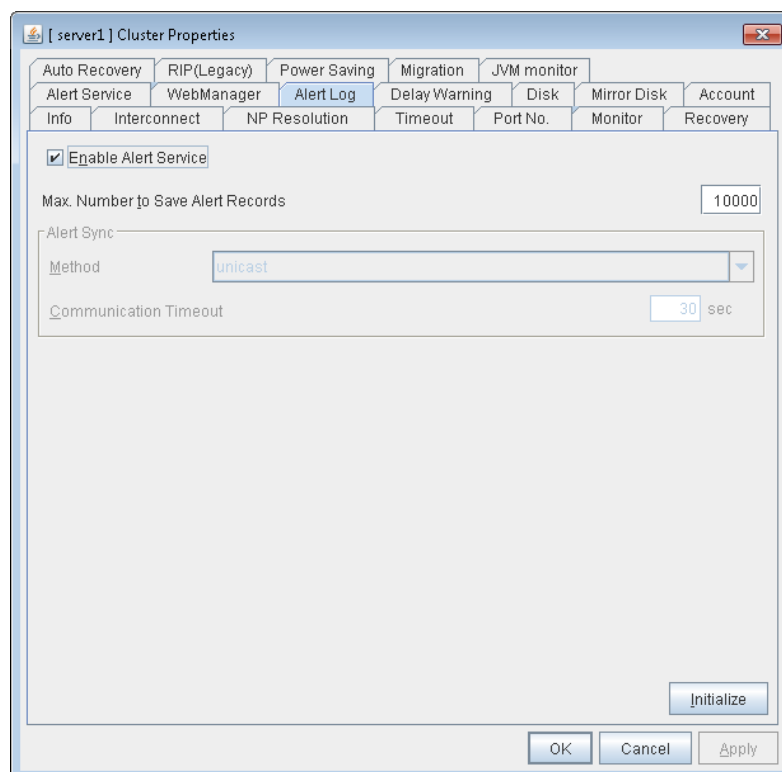 [ server1 ] Cluster Properties
Auto Recovery RIP(Legacy) Power Saving Migration JVM monitor
Alert Service WebManager Alert Log Delay Warning Disk Mirror Disk Account
Info Interconnect NP Resolution Timeout Port No. Monitor Recovery
Enable Alert Service
Max. Number to Save Alert Records 10000
Alert Sync
Method unicast
Communication Timeout 30 sec
Initialize
OK Cancel Apply